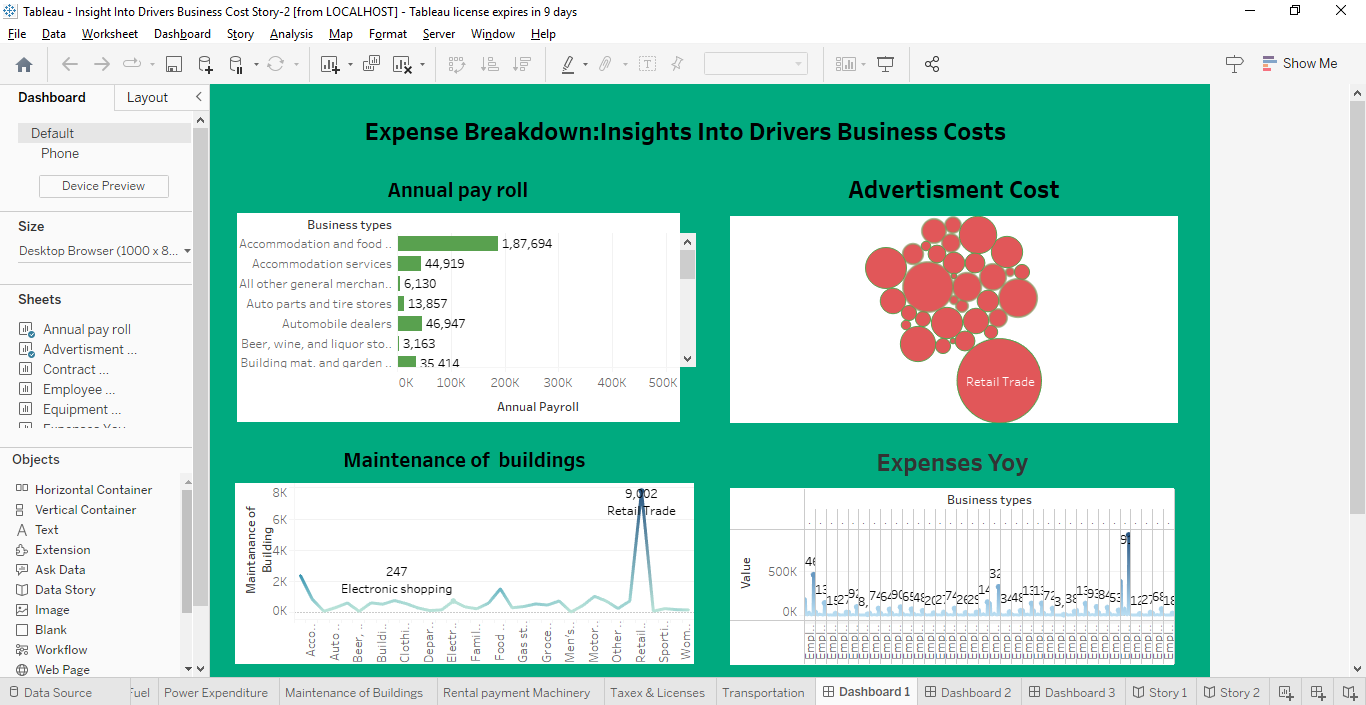 Tableau - Insight Into Drivers Business Cost Story-2 [from LOCALHOST] - Tableau license expires in 9 days
File Data Worksheet Dashboard Story Analysis Map Format Server Window Help
Show Me
Dashboard Layout
Default
Phone
Device Preview
Size
Desktop Browser (1000 x 8...
Sheets
Annual pay roll
Advertisment ...
Contract ...
Employee ...
Equipment ...
Objects
Horizontal Container
Vertical Container
Text
Extension
Ask Data
Data Story
Image
Blank
Workflow
Web Page
Expense Breakdown:Insights Into Drivers Business Costs
Annual pay roll
Business types
Accommodation and food .. 1,87,694
Accommodation services 44,919
All other general merchan.. 6,130
Auto parts and tire stores 13,857
Automobile dealers 46,947
Beer, wine, and liquor sto.. 3,163
Building mat. and garden .. 35,414
0K 100K 200K 300K 400K 500K
Annual Payroll
Advertisment Cost
Retail Trade
Maintenance of buildings
Maintanance of Building
8K
6K
4K
2K
0K
9,002
Retail Trade
247
Electronic shopping
Acco..
Auto..
Beer, ..
Buildi..
Clothi..
Depar..
Electr..
Famil..
Food ..
Gas st..
Groce..
Men's..
Motor..
Other ..
Retail..
Sporti..
Wom..
Expenses Yoy
Business types
Value
500K
0K
Data Source Fuel Power Expenditure Maintenance of Buildings Rental payment Machinery Taxex & Licenses Transportation Dashboard 1 Dashboard 2 Dashboard 3 Story 1 Story 2